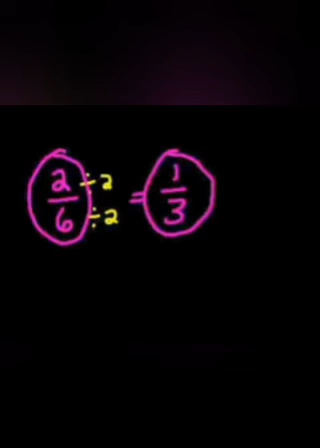 2/6 ÷2 ÷2 = 1/3